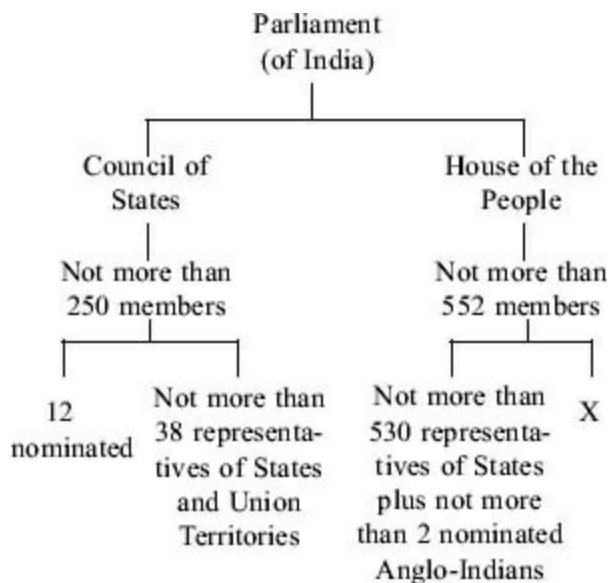 Parliament
(of India)
Council of
States
House of the
People
Not more than
250 members
Not more than
552 members
12
nominated
Not more than
38 representa-
tives of States
and Union
Territories
Not more than
530 representa-
tives of States
plus not more
than 2 nominated
Anglo-Indians
X